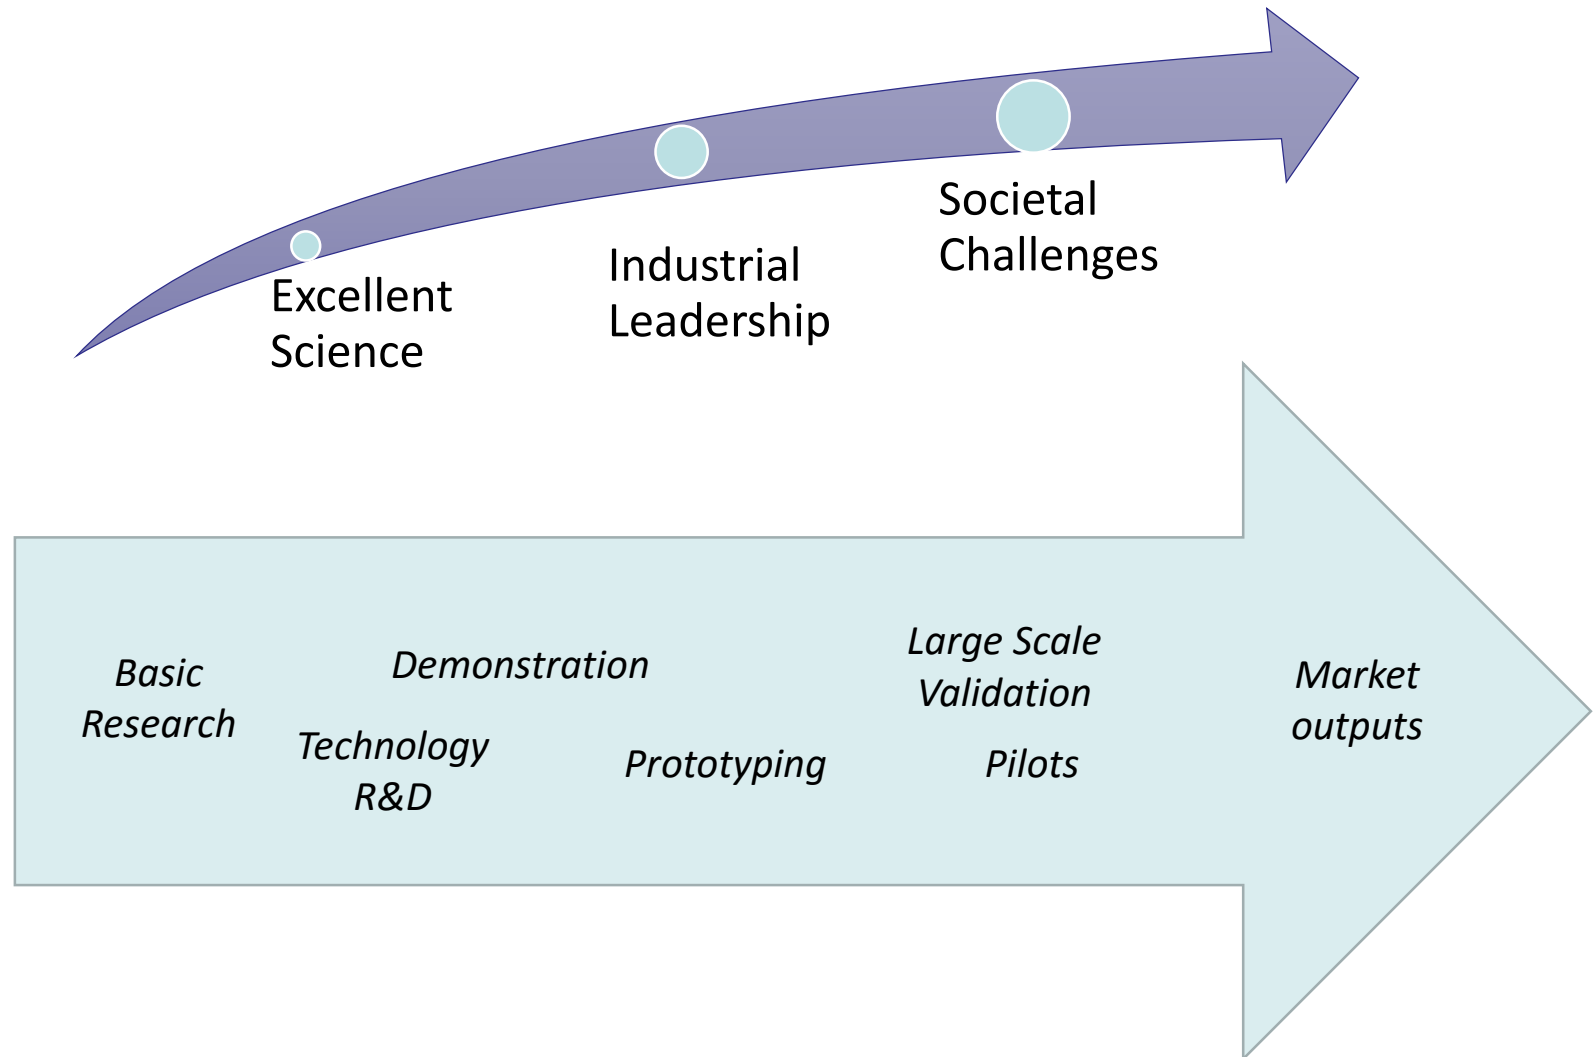 Excellent
Science
Industrial
Leadership
Societal
Challenges
Basic
Research
Demonstration
Technology
R&D
Prototyping
Large Scale
Validation
Pilots
Market
outputs